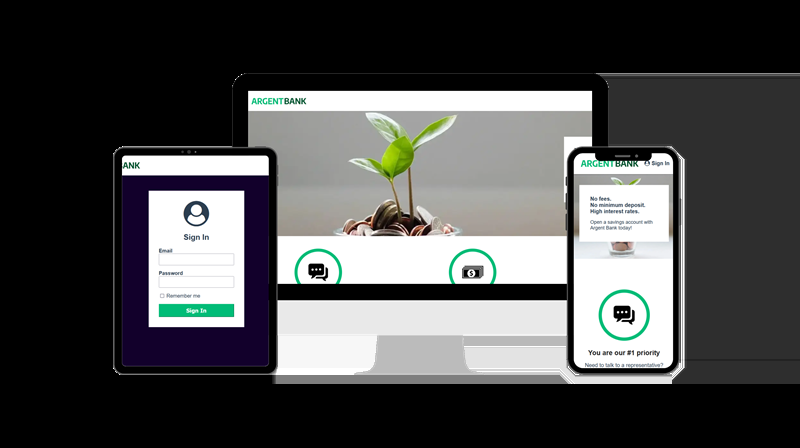 ARGENTBANK
ANK
Sign In
Email
Password
Remember me
Sign In
ARGENTBANK
Sign In
No fees.
No minimum deposit.
High interest rates.
Open a savings account with
Argent Bank today!
You are our #1 priority
Need to talk to a representative?